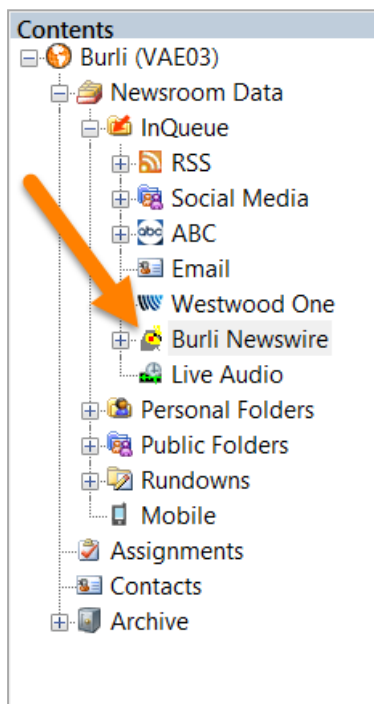 Contents
Burli (VAE03)
Newsroom Data
InQueue
RSS
Social Media
abc ABC
Email
Westwood One
Burli Newswire
Live Audio
Personal Folders
Public Folders
Rundowns
Mobile
Assignments
Contacts
Archive